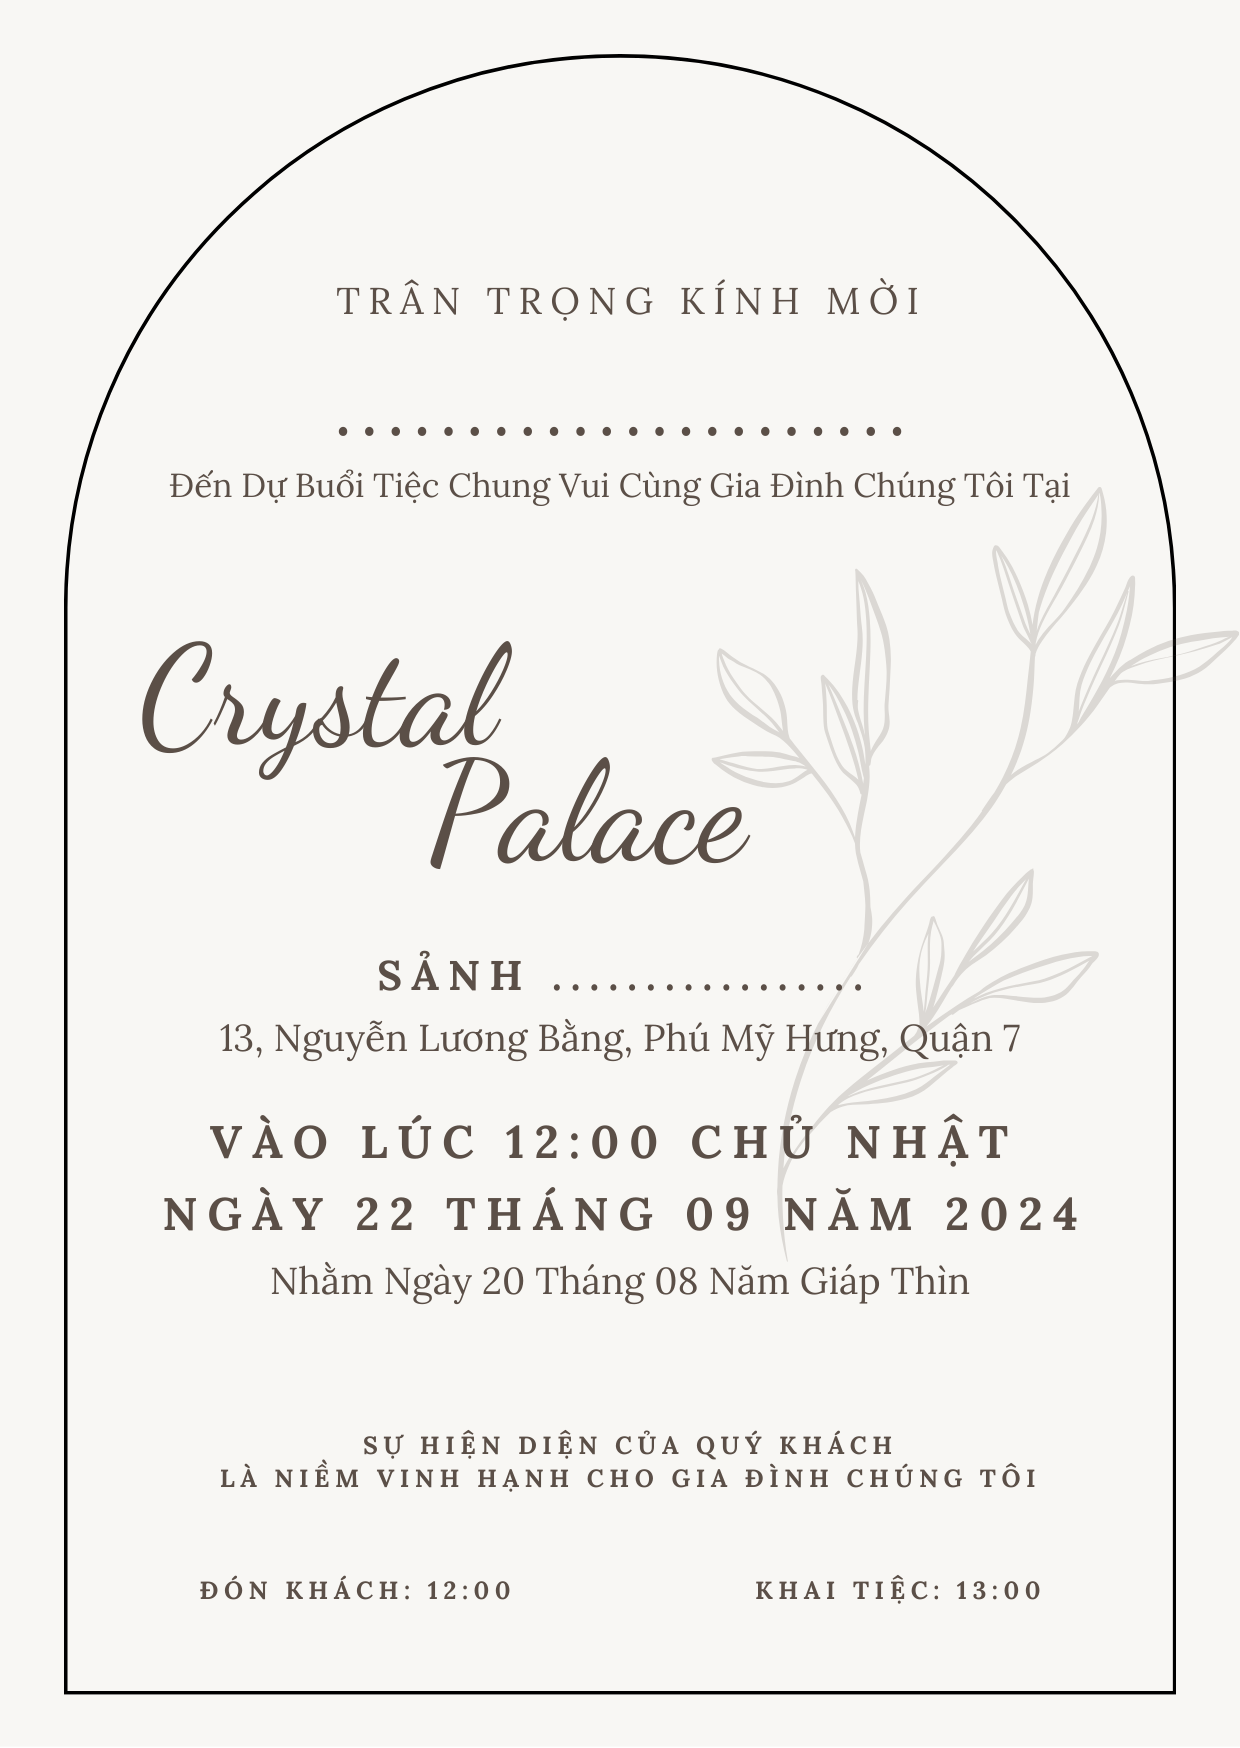 TRÂN TRỌNG KÍNH MỜI
......................
Đến Dự Buổi Tiệc Chung Vui Cùng Gia Đình Chúng Tôi Tại
Crystal
Palace
SẢNH .................
13, Nguyễn Lương Bằng, Phú Mỹ Hưng, Quận 7
VÀO LÚC 12:00 CHỦ NHẬT
NGÀY 22 THÁNG 09 NĂM 2024
Nhằm Ngày 20 Tháng 08 Năm Giáp Thìn
SỰ HIỆN DIỆN CỦA QUÝ KHÁCH
LÀ NIỀM VINH HẠNH CHO GIA ĐÌNH CHÚNG TÔI
ĐÓN KHÁCH: 12:00
KHAI TIỆC: 13:00